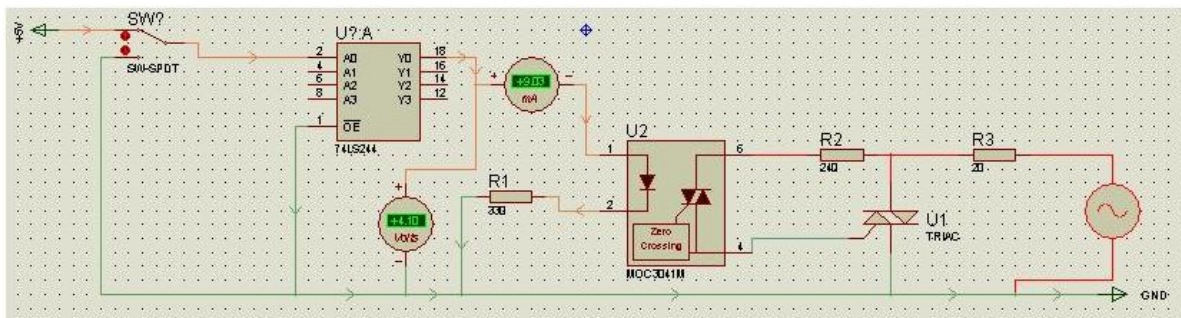 +5V
SW?
SW-SPDT
U?:A
2 A0 Y0 18
4 A1 Y1 16
6 A2 Y2 14
8 A3 Y3 12
1 OE
74LS244
+ +9.03 -
mA
+
+4.10
Volts
-
R1
330
U2
1
2
6
4
Zero
Crossing
MOC3041M
R2
240
R3
20
U1
TRIAC
GND